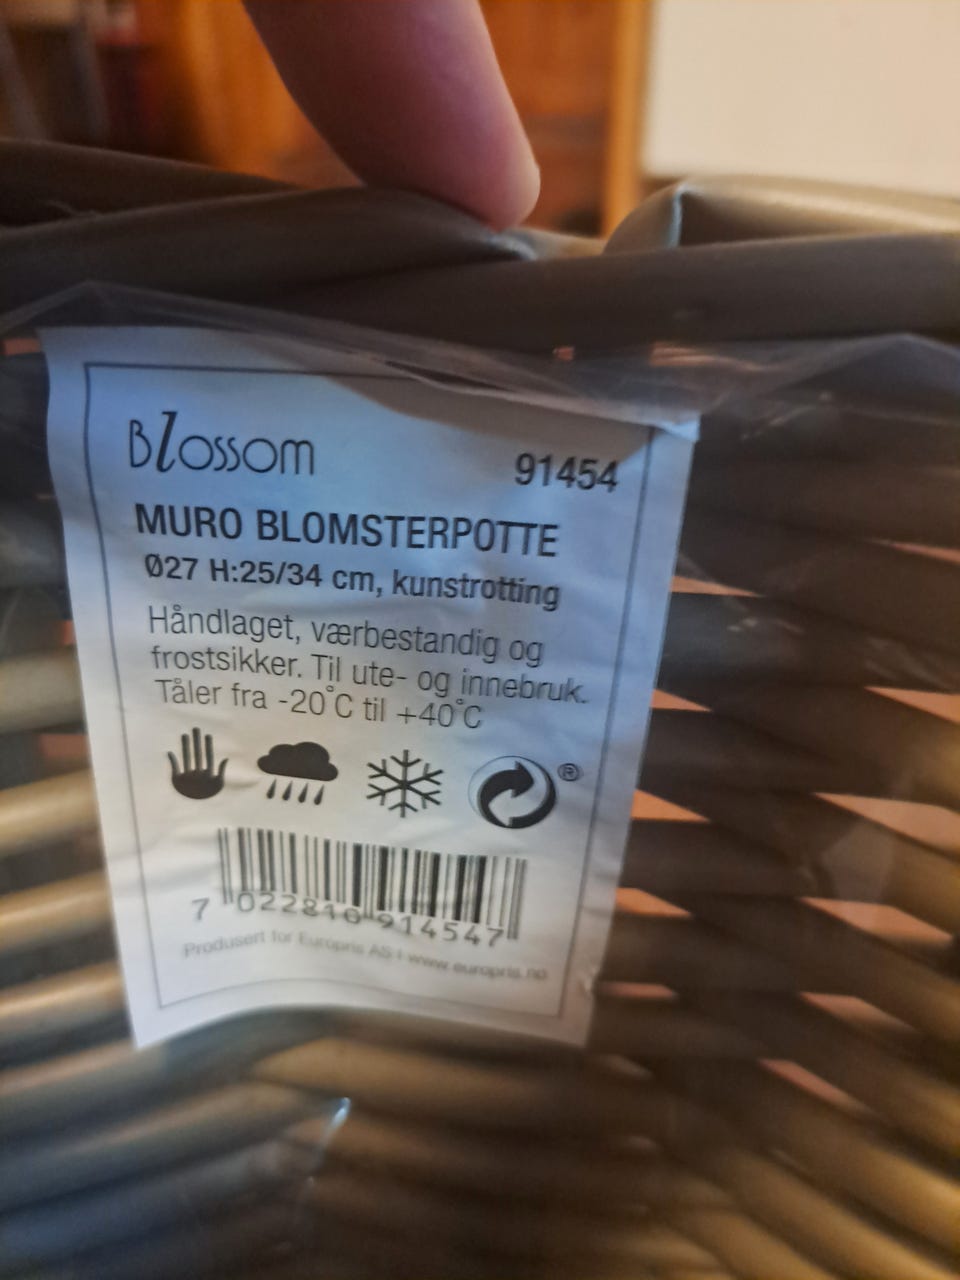 Blossom
91454
MURO BLOMSTERPOTTE
Ø27 H:25/34 cm, kunstrotting
Håndlaget, værbestandig og
frostsikker. Til ute- og innebruk.
Tåler fra -20°C til +40°C
®
7 022810 914547
Produsert for Europris AS I www.europris.no